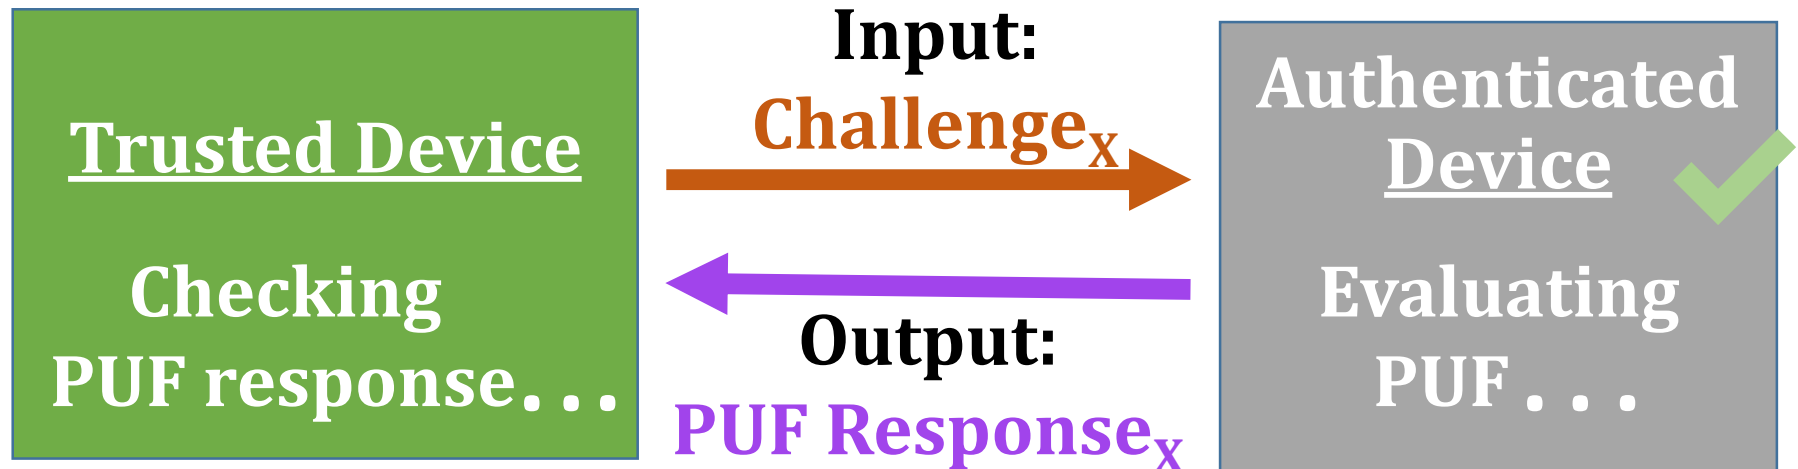 Trusted Device
Checking
PUF response...
Input:
Challengeₓ
Output:
PUF Responseₓ
Authenticated
Device
Evaluating
PUF...